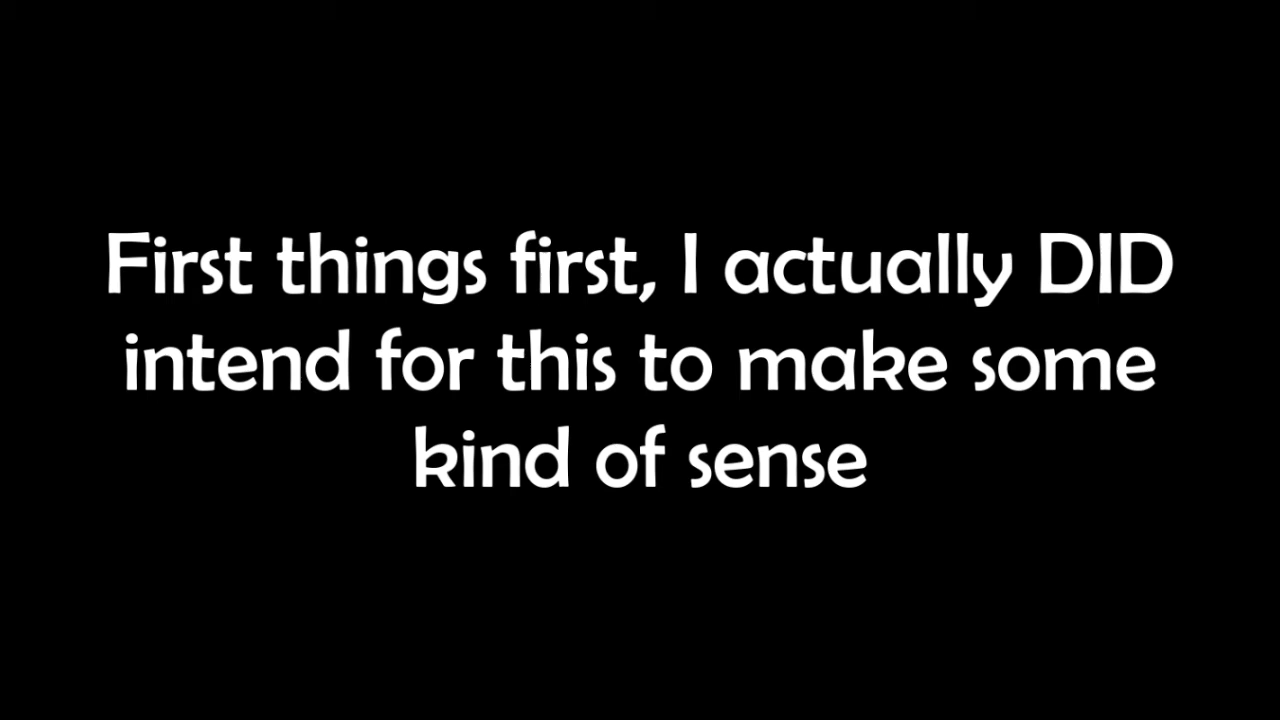 First things first, I actually DID
intend for this to make some
kind of sense